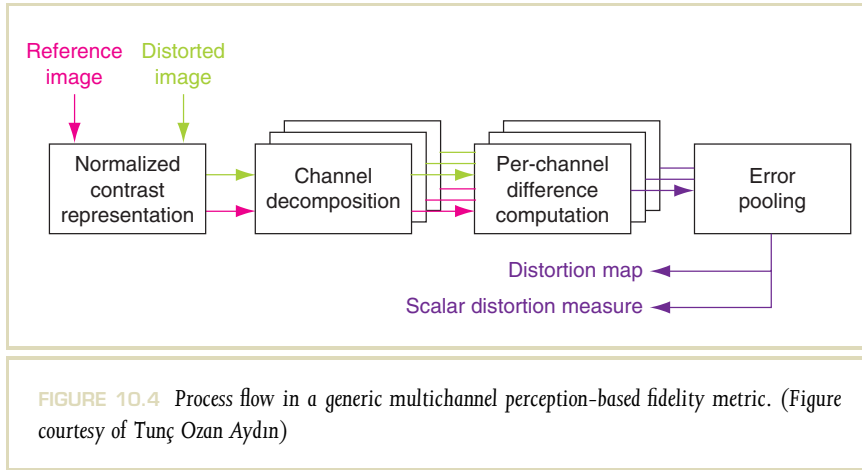 Reference
image
Distorted
image
Normalized
contrast
representation
Channel
decomposition
Per-channel
difference
computation
Error
pooling
Distortion map
Scalar distortion measure
FIGURE 10.4 Process flow in a generic multichannel perception-based fidelity metric. (Figure
courtesy of Tunç Ozan Aydın)